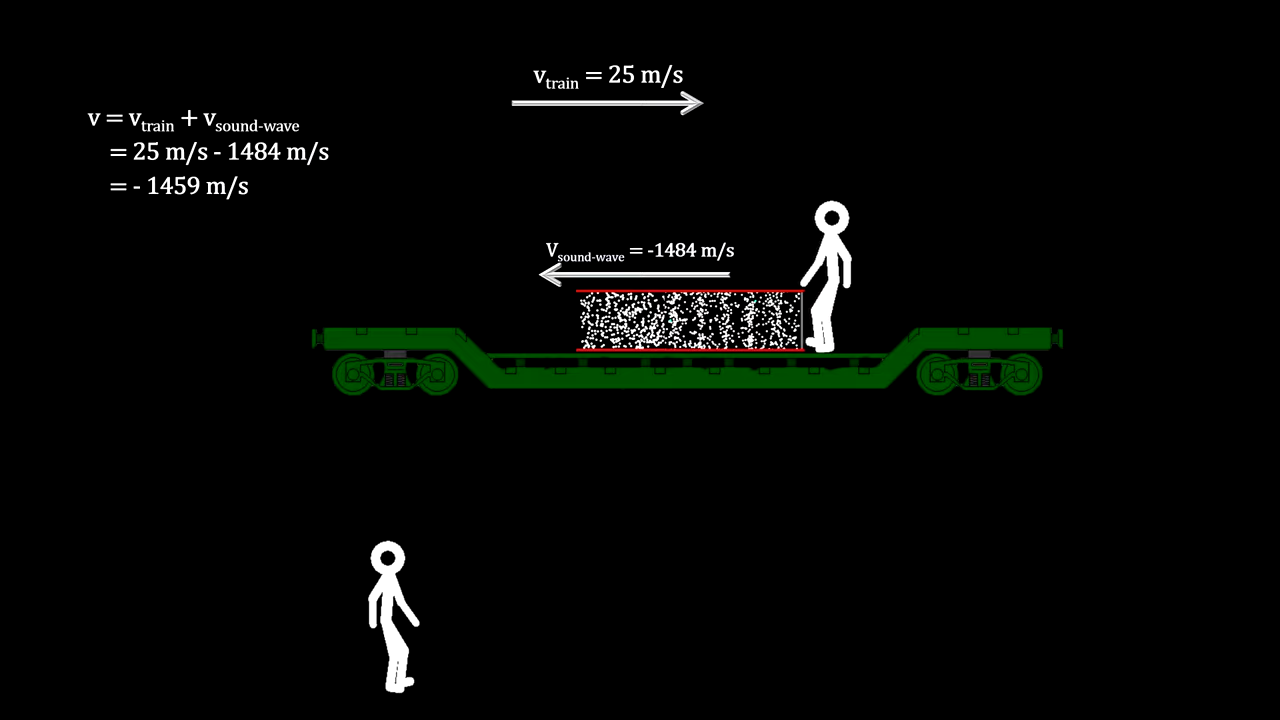 v_train = 25 m/s
v = v_train + v_sound-wave
= 25 m/s - 1484 m/s
= - 1459 m/s
V_sound-wave = -1484 m/s